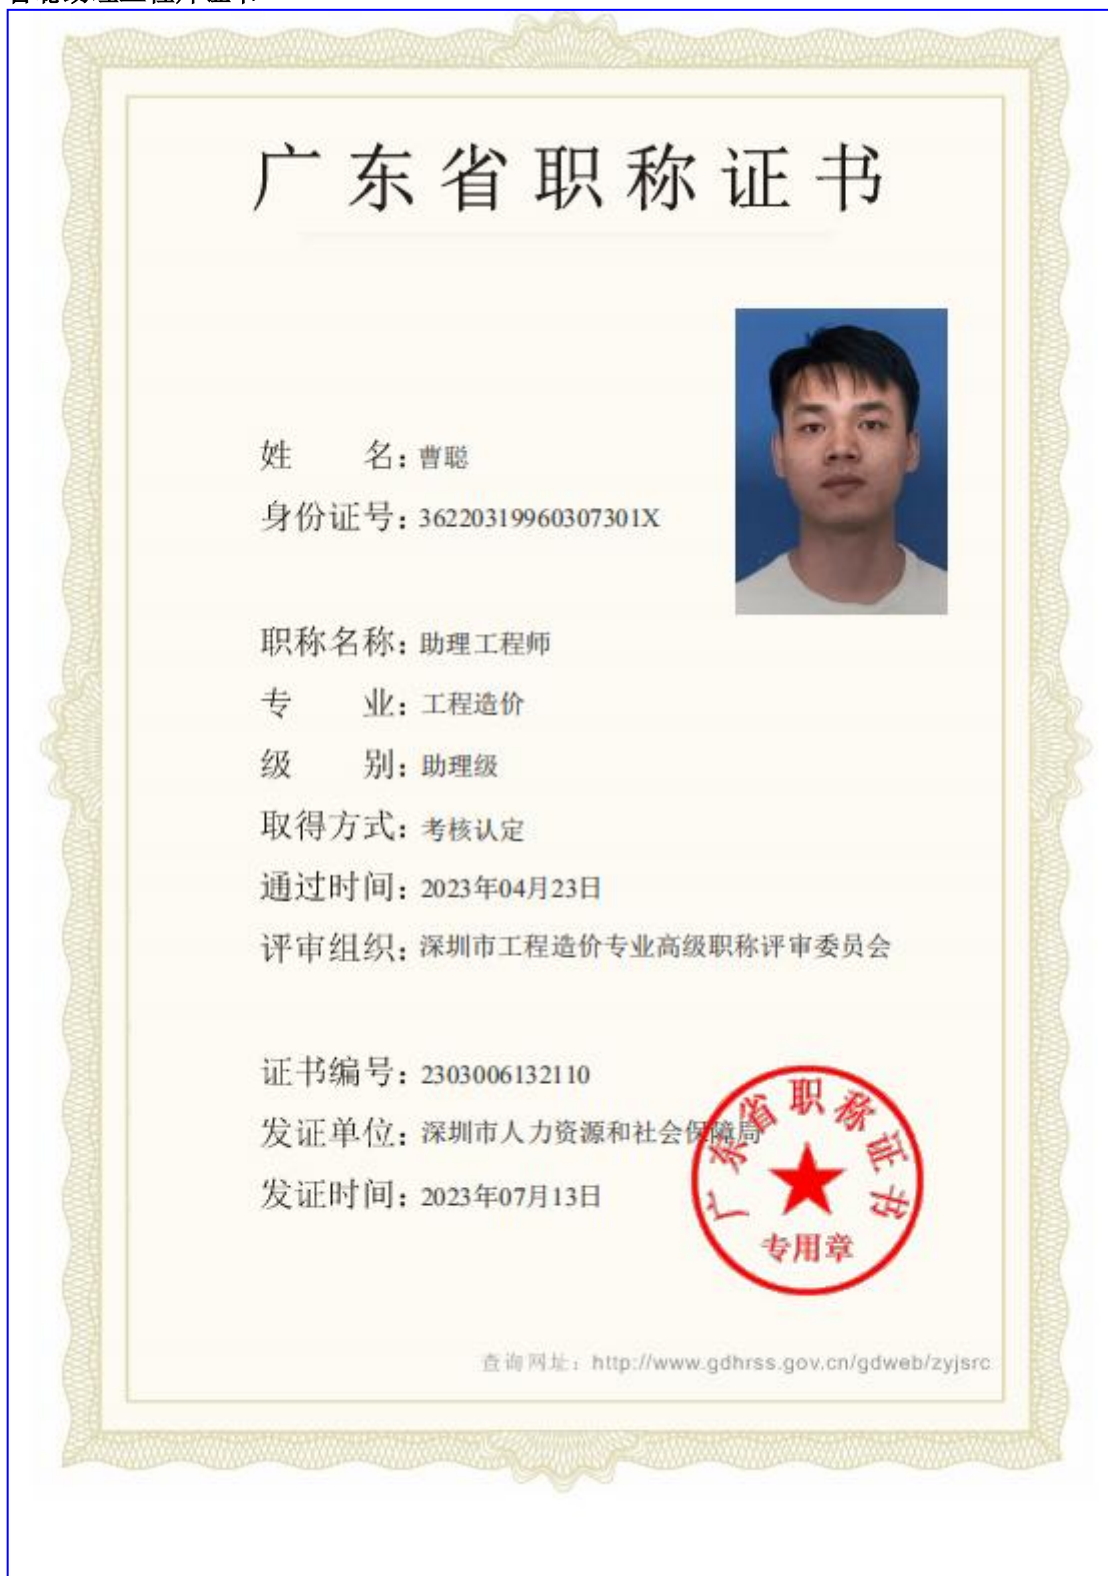 广东省职称证书
姓 名：曹聪
身份证号：36220319960307301X
职称名称：助理工程师
专 业：工程造价
级 别：助理级
取得方式：考核认定
通过时间：2023年04月23日
评审组织：深圳市工程造价专业高级职称评审委员会
证书编号：2303006132110
发证单位：深圳市人力资源和社会保障局
发证时间：2023年07月13日
广东省职称证书
专用章
查询网址：http://www.gdhrss.gov.cn/gdweb/zyjsrc